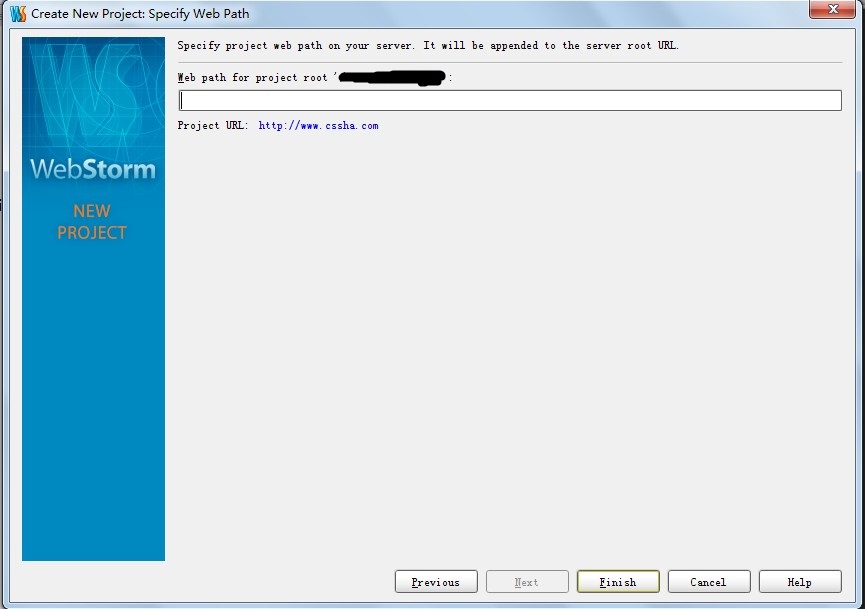 Create New Project: Specify Web Path
Specify project web path on your server. It will be appended to the server root URL.
Web path for project root ' :
Project URL: http://www.cssha.com
WS
WebStorm
NEW
PROJECT
Previous
Next
Finish
Cancel
Help